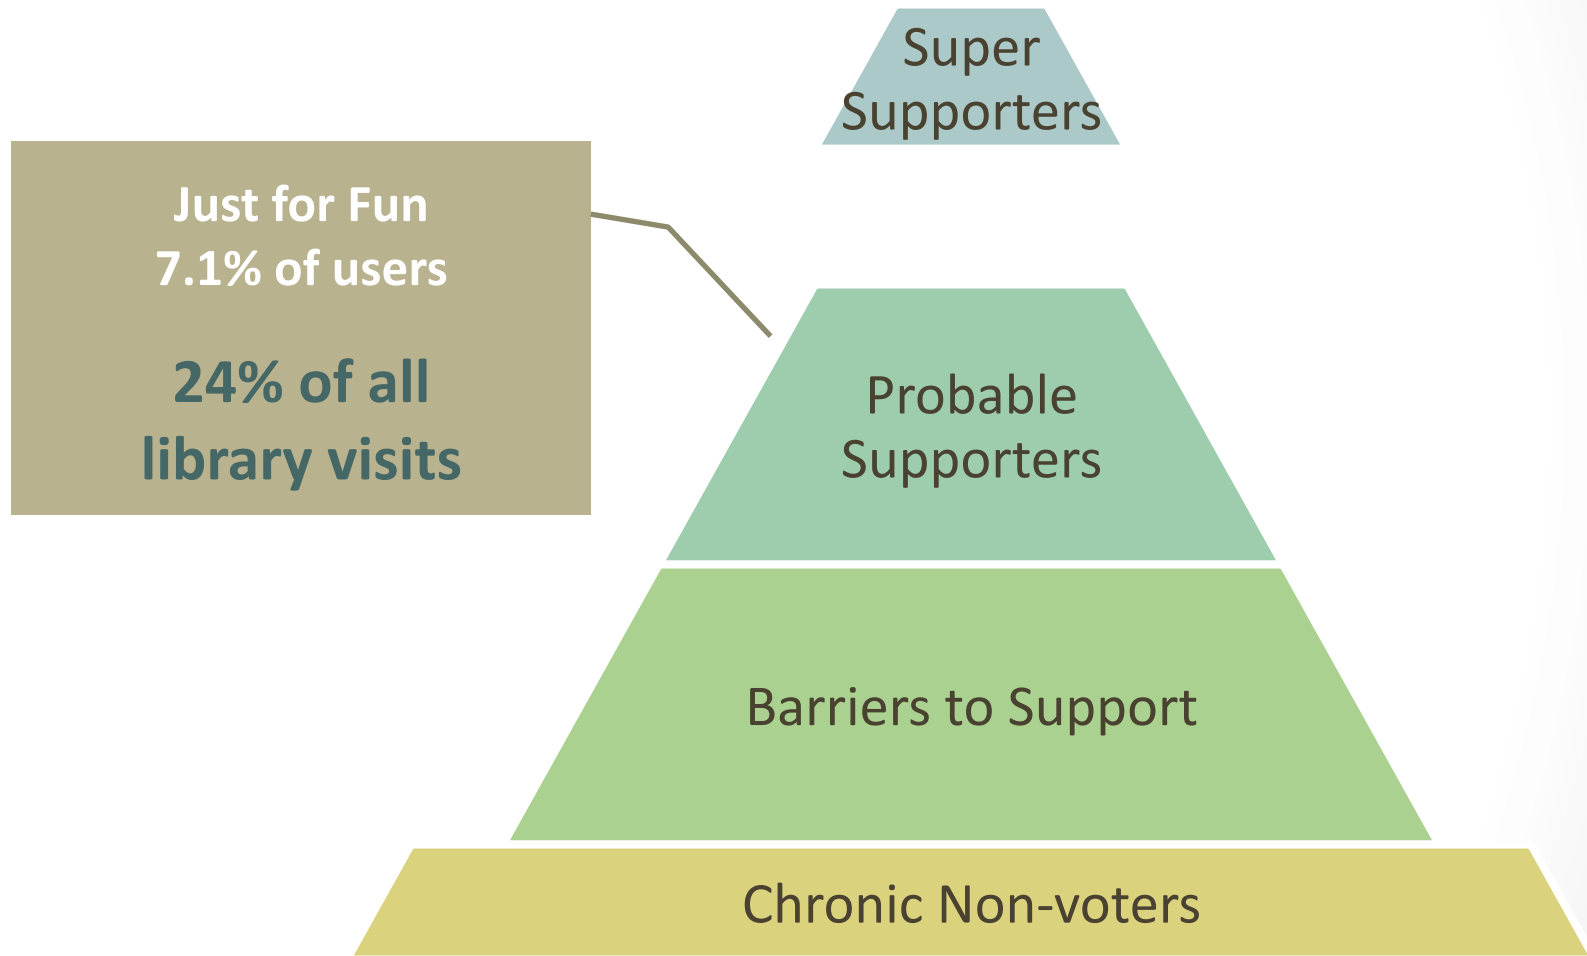 Super
Supporters
Just for Fun
7.1% of users
24% of all
library visits
Probable
Supporters
Barriers to Support
Chronic Non-voters